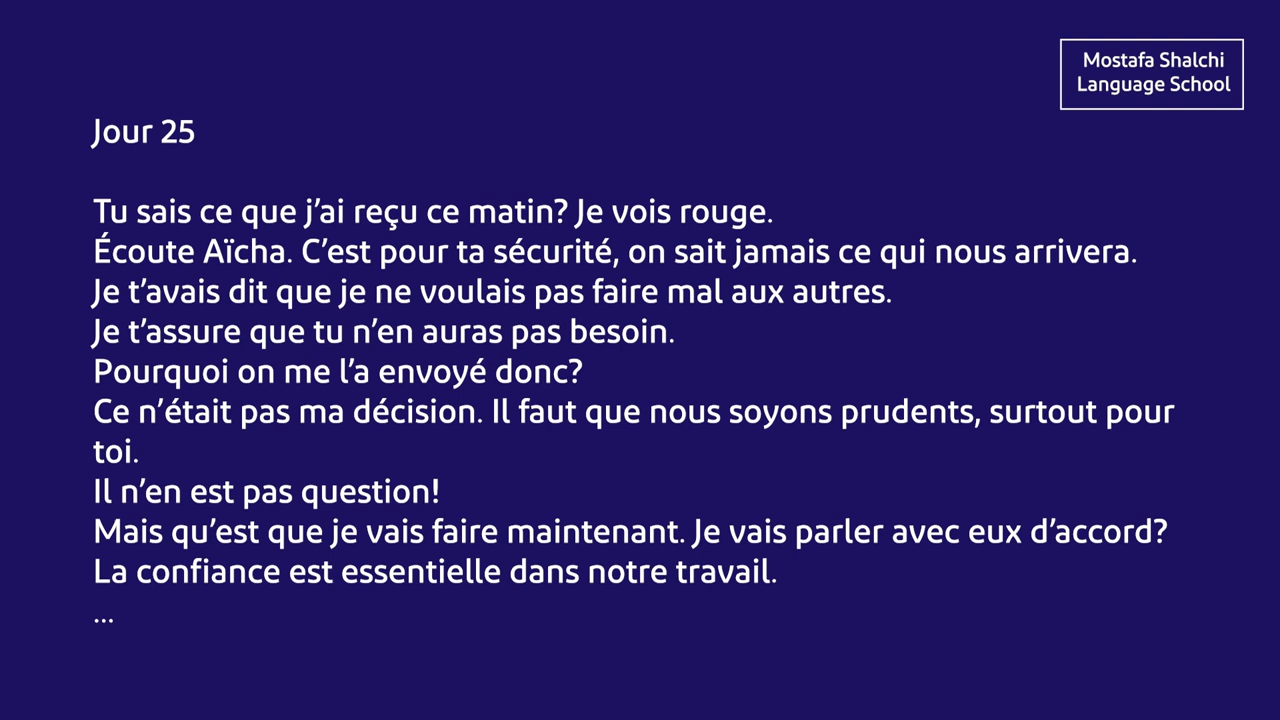 Mostafa Shalchi
Language School
Jour 25
Tu sais ce que j’ai reçu ce matin? Je vois rouge.
Écoute Aïcha. C’est pour ta sécurité, on sait jamais ce qui nous arrivera.
Je t’avais dit que je ne voulais pas faire mal aux autres.
Je t’assure que tu n’en auras pas besoin.
Pourquoi on me l’a envoyé donc?
Ce n’était pas ma décision. Il faut que nous soyons prudents, surtout pour
toi.
Il n’en est pas question!
Mais qu’est que je vais faire maintenant. Je vais parler avec eux d’accord?
La confiance est essentielle dans notre travail.
...